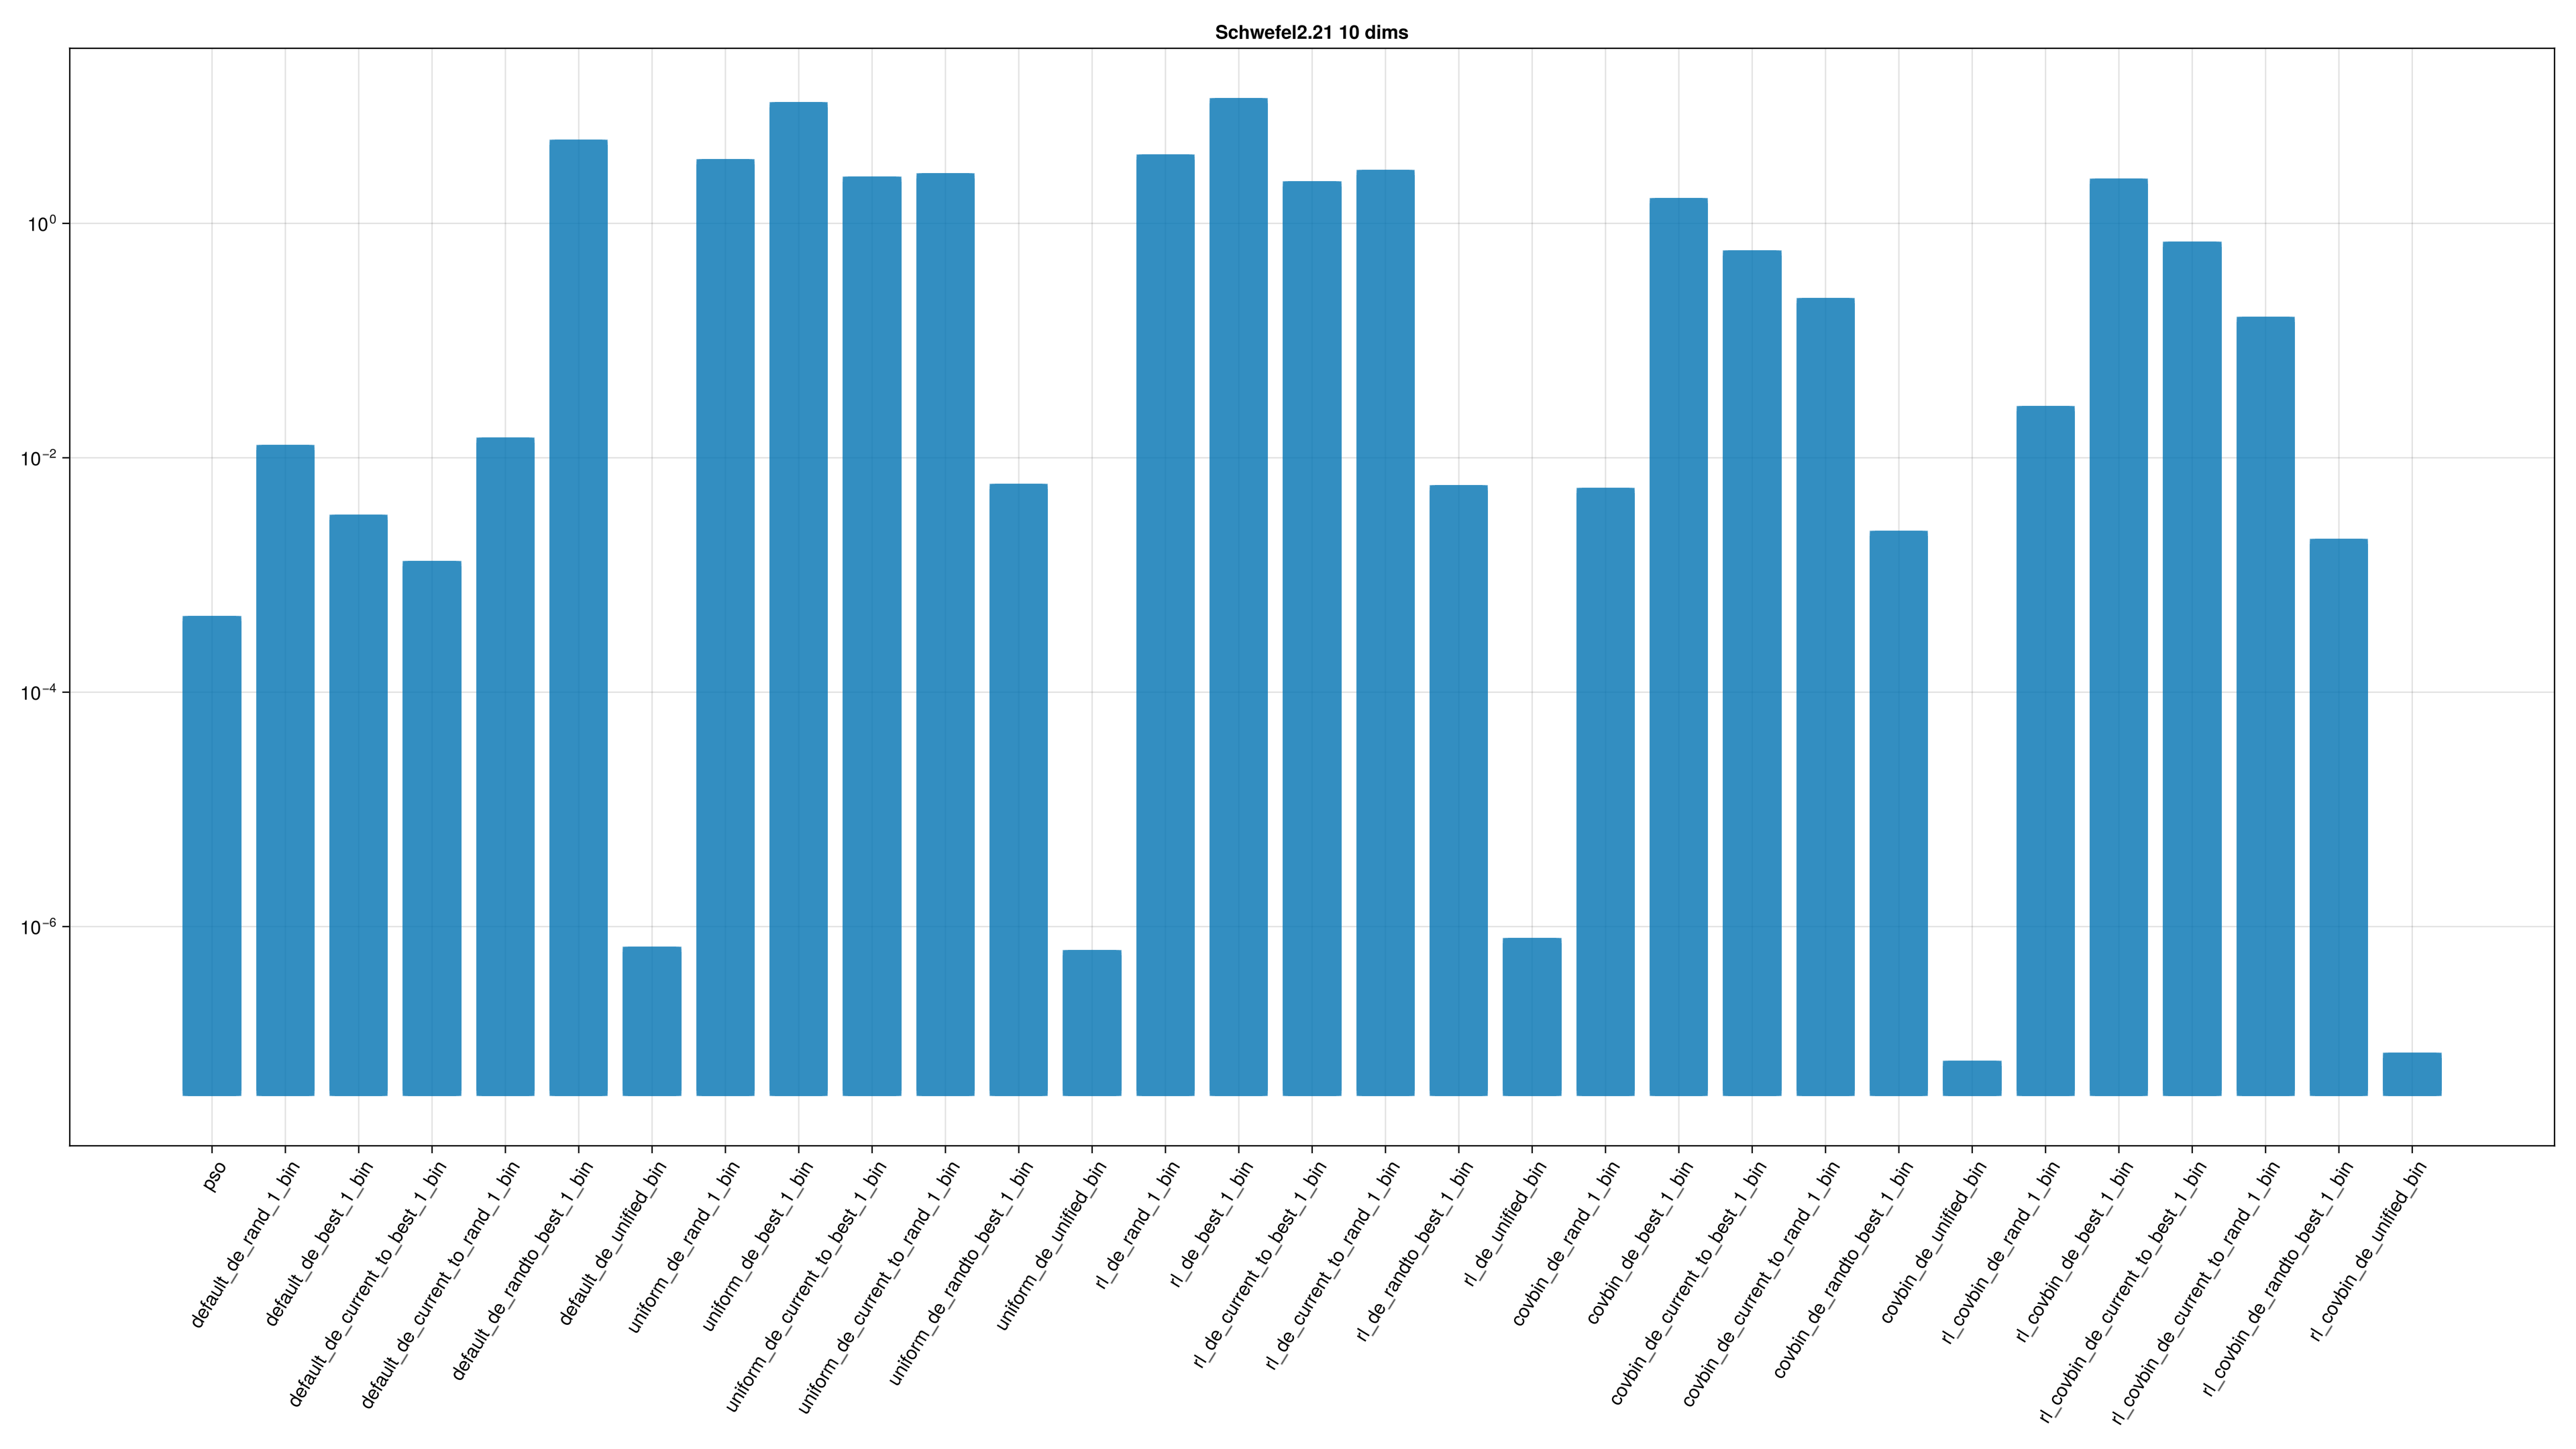 Schwefel2.21 10 dims
10⁰
10⁻²
10⁻⁴
10⁻⁶
pso
default_de_rand_1_bin
default_de_best_1_bin
default_de_current_to_best_1_bin
default_de_current_to_rand_1_bin
default_de_randto_best_1_bin
default_de_unified_bin
uniform_de_rand_1_bin
uniform_de_best_1_bin
uniform_de_current_to_best_1_bin
uniform_de_current_to_rand_1_bin
uniform_de_randto_best_1_bin
uniform_de_unified_bin
rl_de_rand_1_bin
rl_de_best_1_bin
rl_de_current_to_best_1_bin
rl_de_current_to_rand_1_bin
rl_de_randto_best_1_bin
rl_de_unified_bin
covbin_de_rand_1_bin
covbin_de_best_1_bin
covbin_de_current_to_best_1_bin
covbin_de_current_to_rand_1_bin
covbin_de_randto_best_1_bin
covbin_de_unified_bin
rl_covbin_de_rand_1_bin
rl_covbin_de_best_1_bin
rl_covbin_de_current_to_best_1_bin
rl_covbin_de_current_to_rand_1_bin
rl_covbin_de_randto_best_1_bin
rl_covbin_de_unified_bin